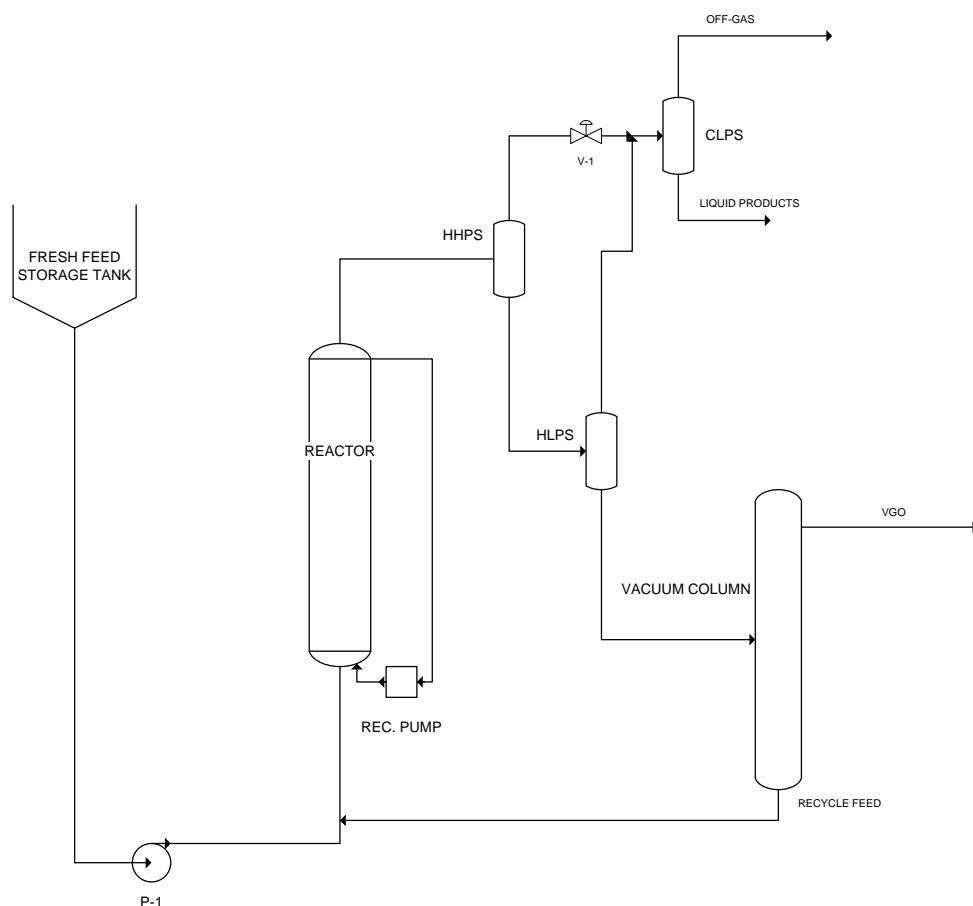 OFF-GAS
CLPS
V-1
LIQUID PRODUCTS
HHPS
FRESH FEED
STORAGE TANK
HLPS
REACTOR
VGO
VACUUM COLUMN
REC. PUMP
RECYCLE FEED
P-1